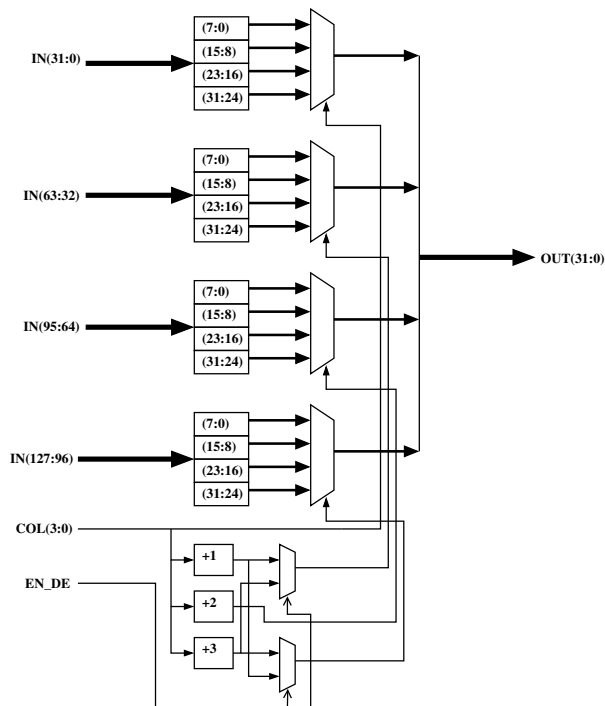 (7:0)
IN(31:0)
(15:8)
(23:16)
(31:24)
(7:0)
IN(63:32)
(15:8)
(23:16)
(31:24)
OUT(31:0)
(7:0)
IN(95:64)
(15:8)
(23:16)
(31:24)
(7:0)
IN(127:96)
(15:8)
(23:16)
(31:24)
COL(3:0)
+1
EN_DE
+2
+3